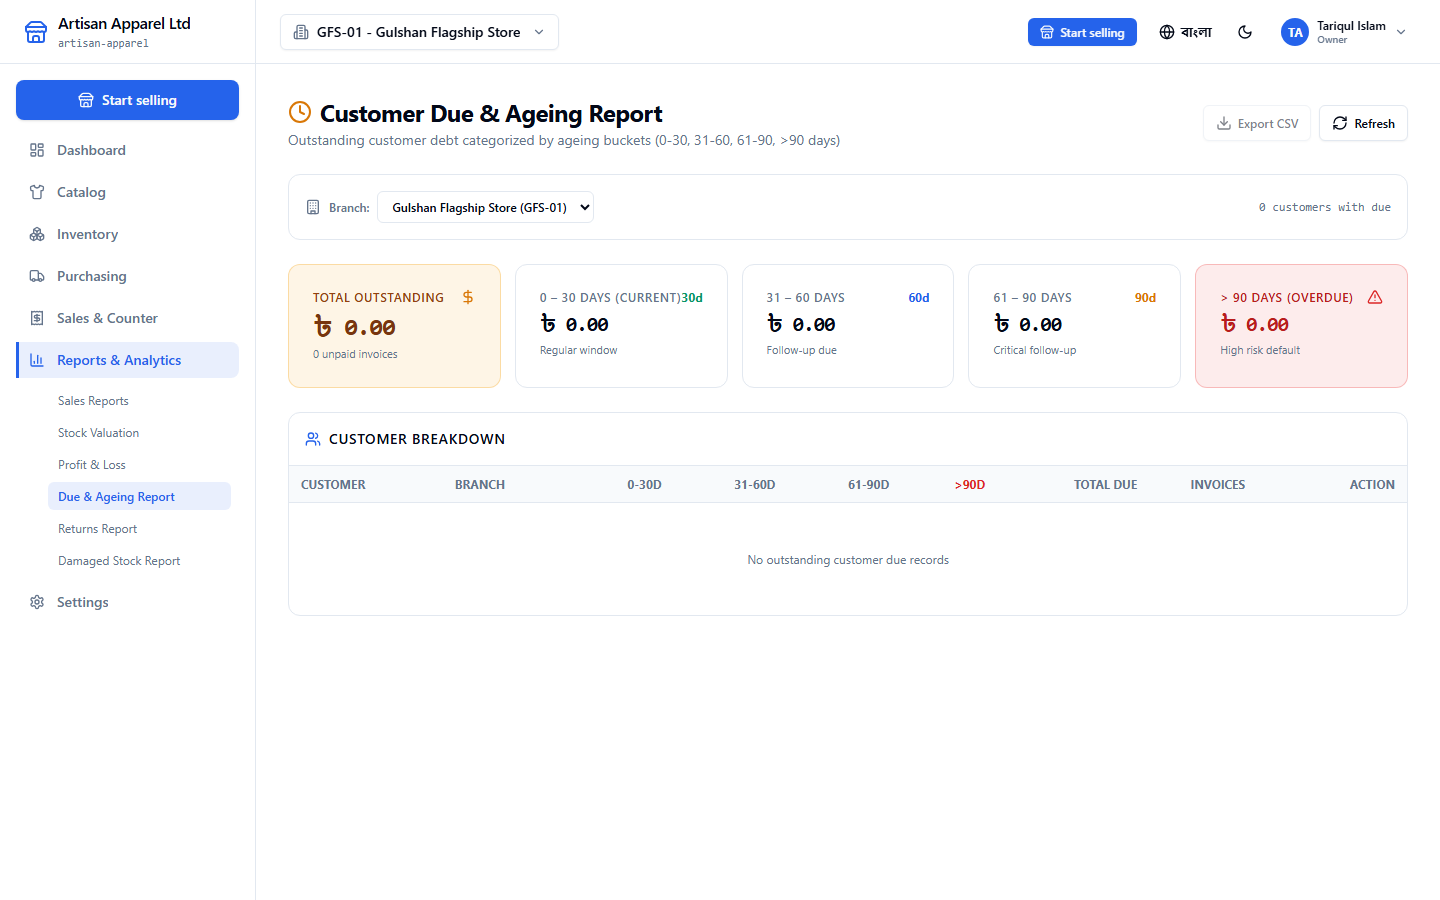 Artisan Apparel Ltd
artisan-apparel
GFS-01 - Gulshan Flagship Store
Start selling
বাংলা
TA
Tariqul Islam
Owner
Start selling
Dashboard
Catalog
Inventory
Purchasing
Sales & Counter
Reports & Analytics
Sales Reports
Stock Valuation
Profit & Loss
Due & Ageing Report
Returns Report
Damaged Stock Report
Settings
Customer Due & Ageing Report
Outstanding customer debt categorized by ageing buckets (0-30, 31-60, 61-90, >90 days)
Export CSV
Refresh
Branch:
Gulshan Flagship Store (GFS-01)
0 customers with due
TOTAL OUTSTANDING
৳ 0.00
0 unpaid invoices
0 – 30 DAYS (CURRENT) 30d
৳ 0.00
Regular window
31 – 60 DAYS 60d
৳ 0.00
Follow-up due
61 – 90 DAYS 90d
৳ 0.00
Critical follow-up
> 90 DAYS (OVERDUE)
৳ 0.00
High risk default
CUSTOMER BREAKDOWN
CUSTOMER BRANCH 0-30D 31-60D 61-90D >90D TOTAL DUE INVOICES ACTION
No outstanding customer due records